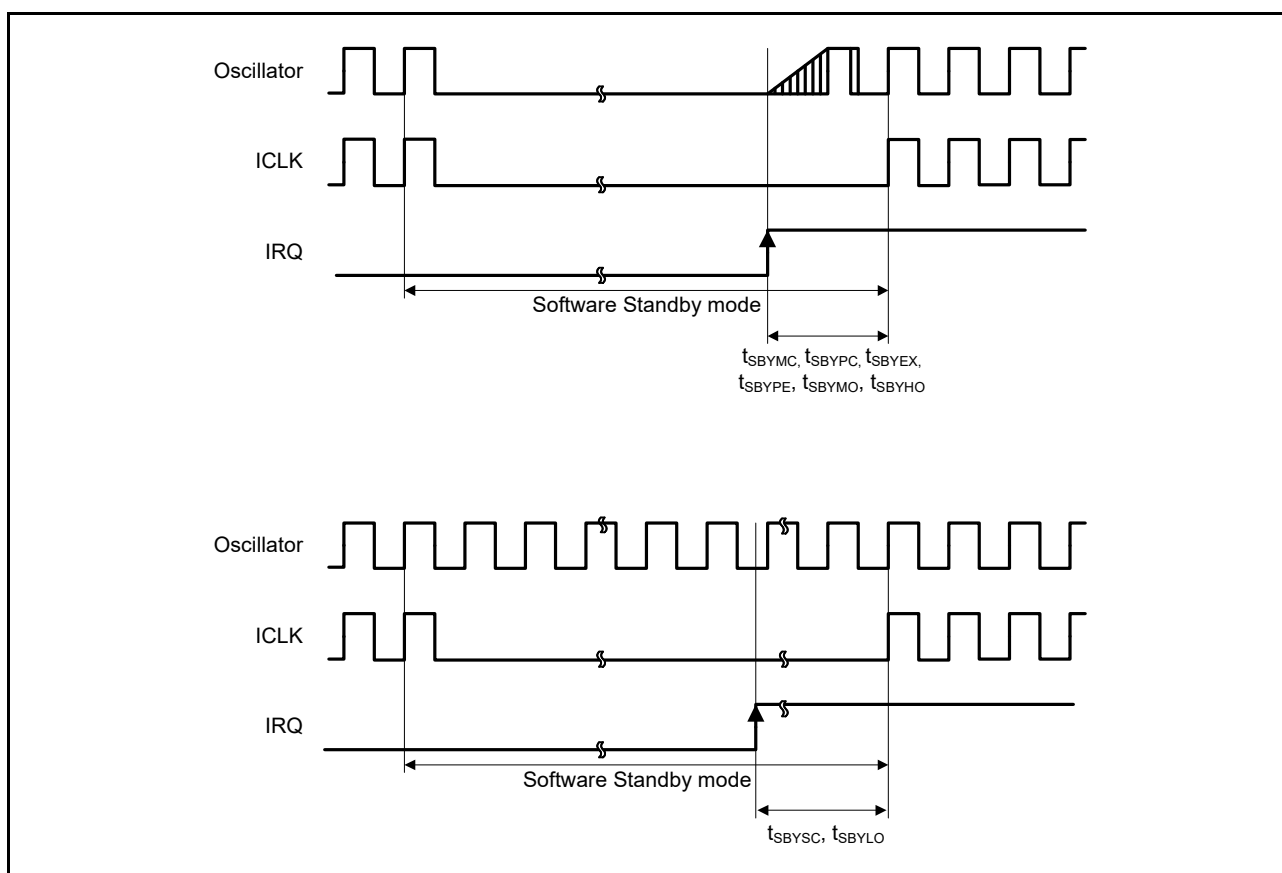 Oscillator
ICLK
IRQ
Software Standby mode
tSBYMC, tSBYPC, tSBYEX,
tSBYPE, tSBYMO, tSBYHO
Oscillator
ICLK
IRQ
Software Standby mode
tSBYSC, tSBYLO